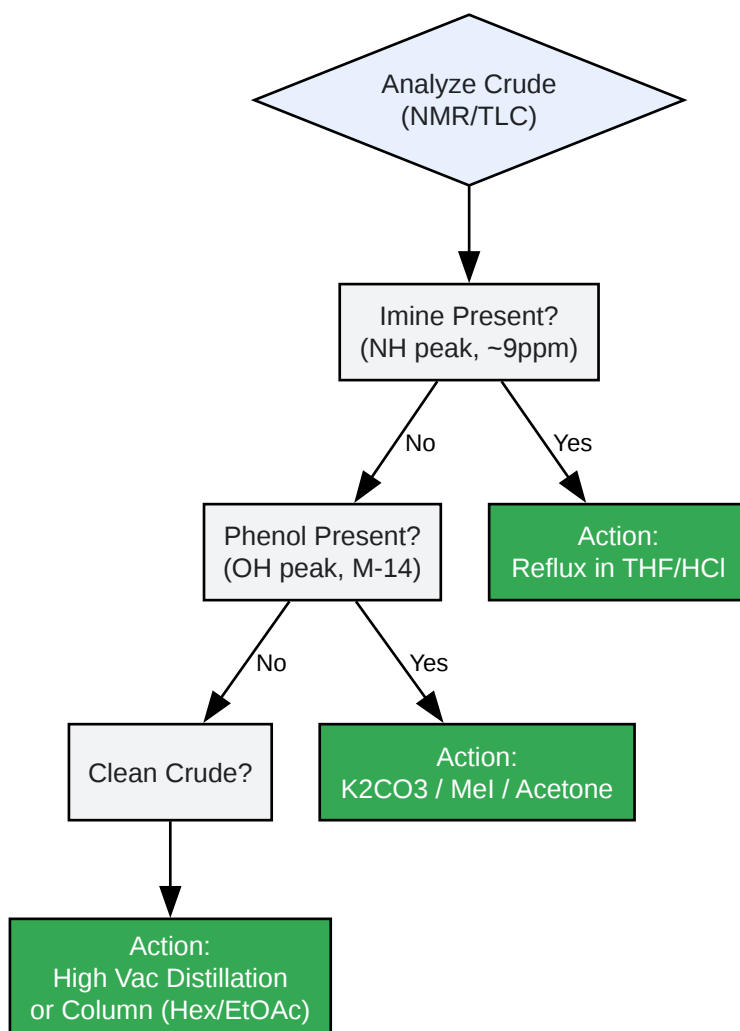 Analyze Crude
(NMR/TLC)
Imine Present?
(NH peak, ~9ppm)
No
Yes
Phenol Present?
(OH peak, M-14)
Action:
Reflux in THF/HCl
No
Yes
Clean Crude?
Action:
K2CO3 / MeI / Acetone
Action:
High Vac Distillation
or Column (Hex/EtOAc)